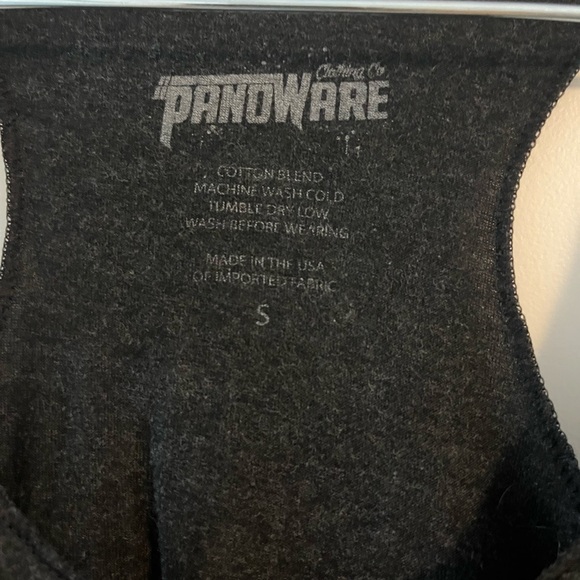 Clothing Co
PANOWARE
COTTON BLEND
MACHINE WASH COLD
TUMBLE DRY LOW
WASH BEFORE WEARING
MADE IN THE USA
OF IMPORTED FABRIC
S